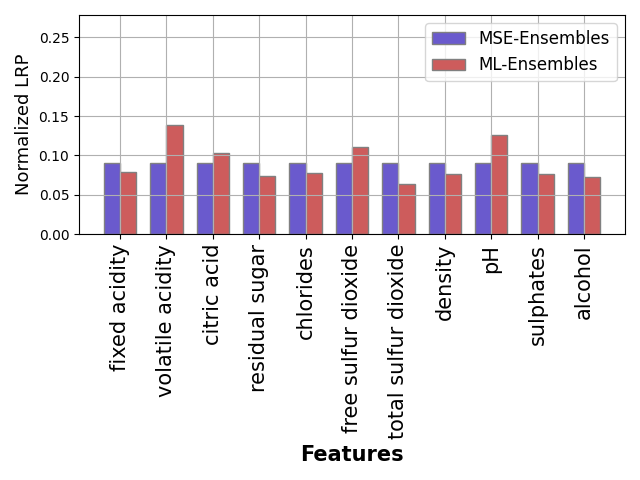 Normalized LRP
0.25
0.20
0.15
0.10
0.05
0.00
MSE-Ensembles
ML-Ensembles
fixed acidity
volatile acidity
citric acid
residual sugar
chlorides
free sulfur dioxide
total sulfur dioxide
density
pH
sulphates
alcohol
Features